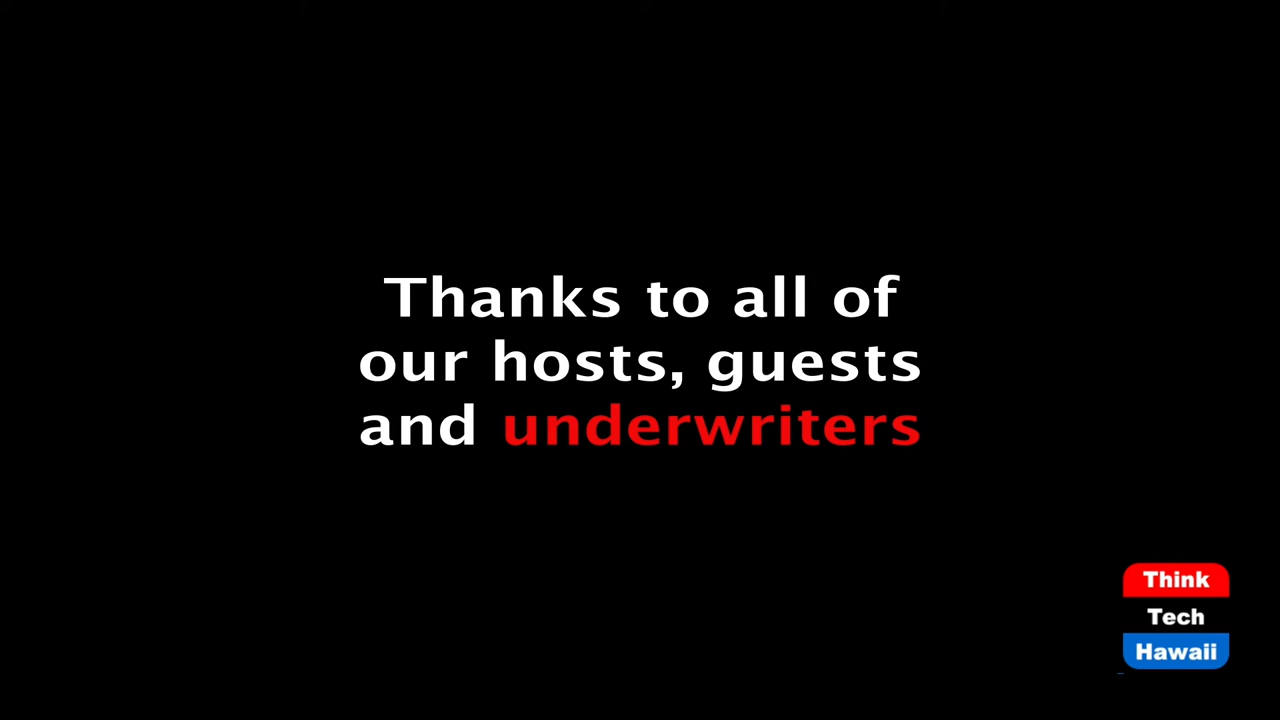 Thanks to all of
our hosts, guests
and underwriters
Think
Tech
Hawaii